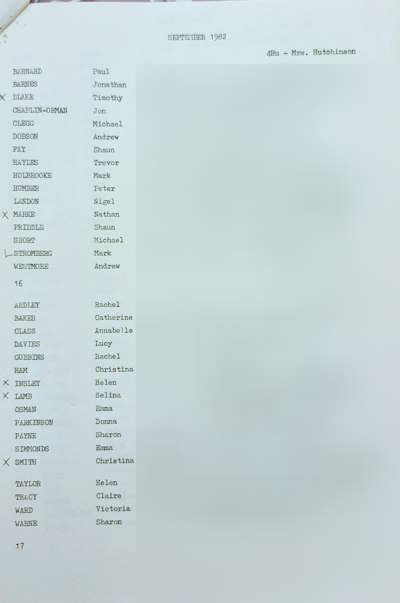 SEPTEMBER 1982
4Hu - Mrs. Hutchinson
BARNARD Paul
BARNES Jonathan
X BLAKE Timothy
CHAPLIN-OSMAN Jon
CLEGG Michael
DOBSON Andrew
FAY Shaun
HAYLES Trevor
HOLBROOKE Mark
HUMBER Peter
LANDON Nigel
X MARKE Nathan
PRIDDLE Shaun
SHORT Michael
STROMBERG Mark
WESTMORE Andrew
16
ARDLEY Rachel
BAKER Catherine
CLASS Annabelle
DAVIES Lucy
GUBBINS Rachel
HAM Christina
X INSLEY Helen
X LAMB Selina
OSMAN Emma
PARKINSON Donna
PAYNE Sharon
SIMMONDS Emma
X SMITH Christina
TAYLOR Helen
TRACY Claire
WARD Victoria
WARNE Sharon
17